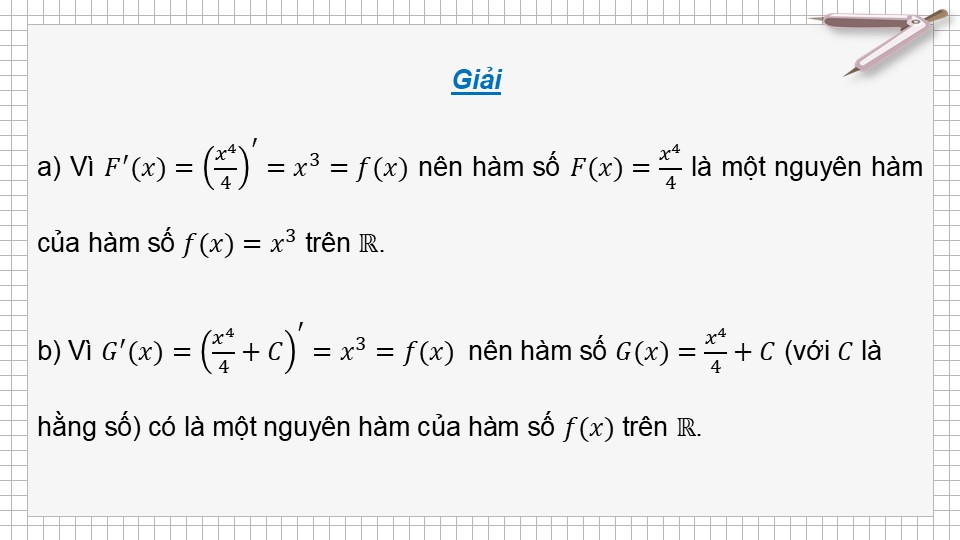 Giải
a) Vì 𝐹′(𝑥) = (𝑥⁴/4)′ = 𝑥³ = 𝑓(𝑥) nên hàm số 𝐹(𝑥) = 𝑥⁴/4 là một nguyên hàm
của hàm số 𝑓(𝑥) = 𝑥³ trên ℝ.
b) Vì 𝐺′(𝑥) = (𝑥⁴/4 + 𝐶)′ = 𝑥³ = 𝑓(𝑥) nên hàm số 𝐺(𝑥) = 𝑥⁴/4 + 𝐶 (với 𝐶 là
hằng số) có là một nguyên hàm của hàm số 𝑓(𝑥) trên ℝ.